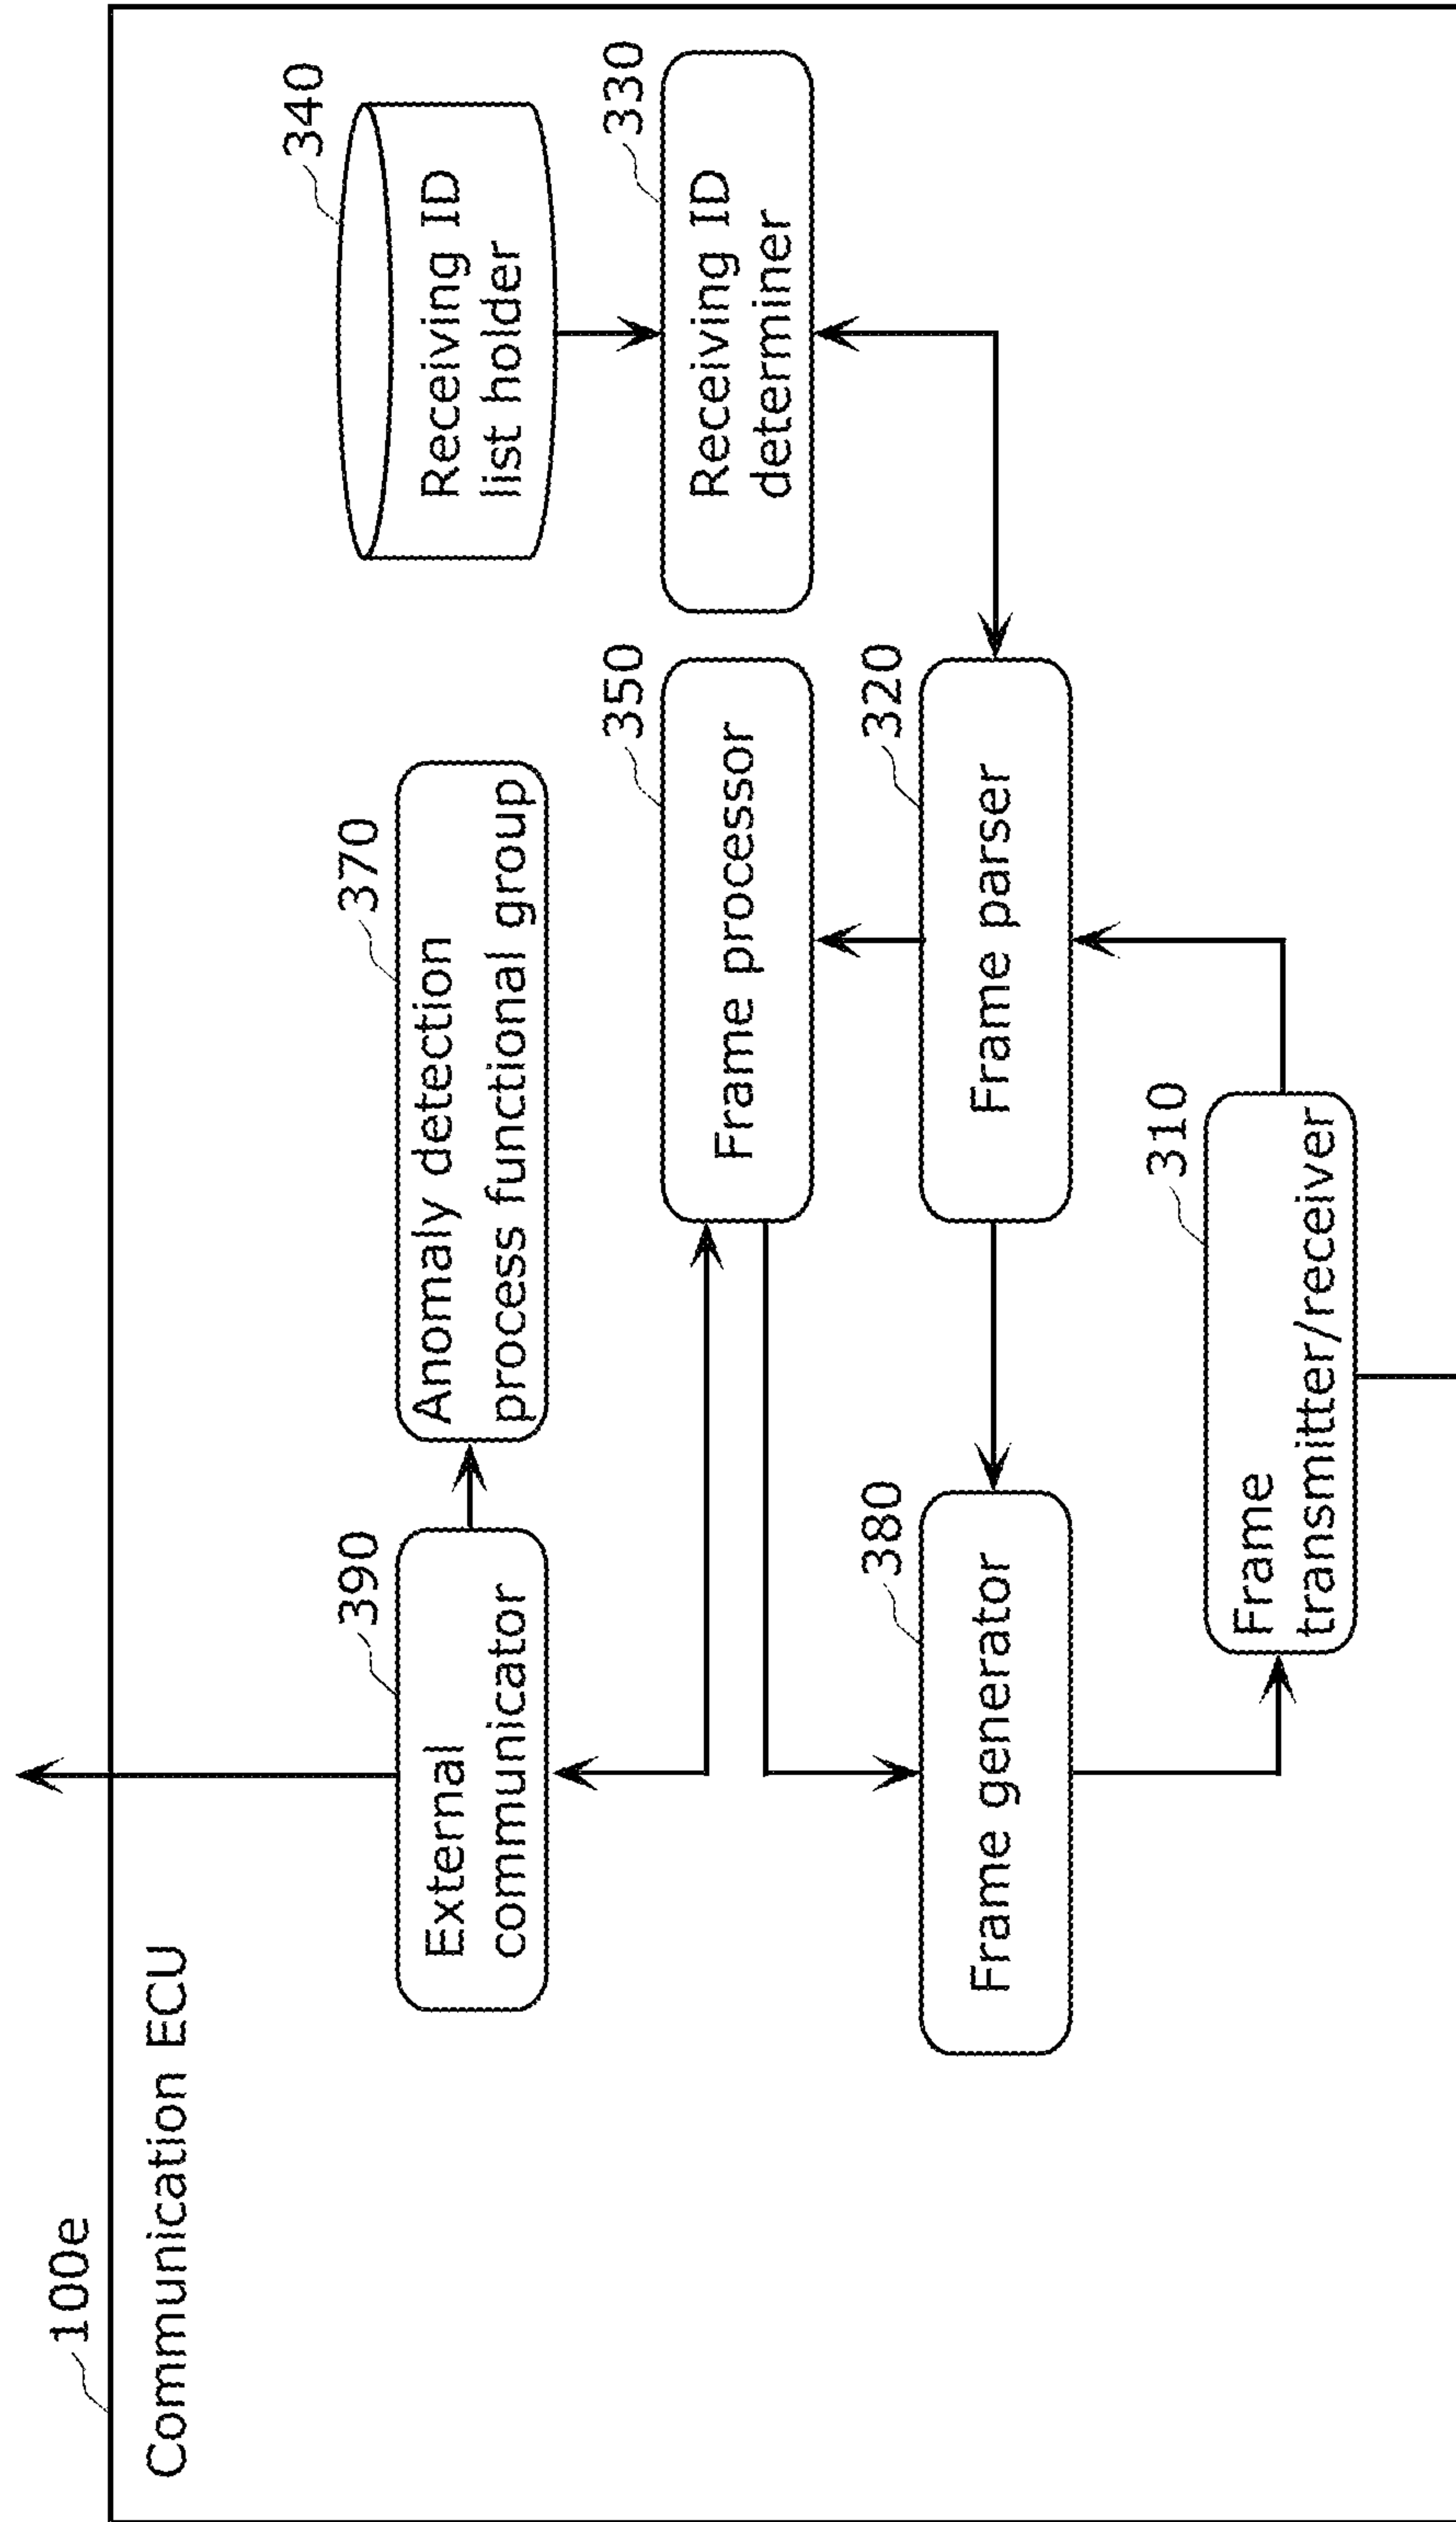 100e
Communication ECU
390
External
communicator
370
Anomaly detection
process functional group
340
Receiving ID
list holder
350
Frame processor
330
Receiving ID
determiner
380
Frame generator
320
Frame parser
310
Frame
transmitter/receiver